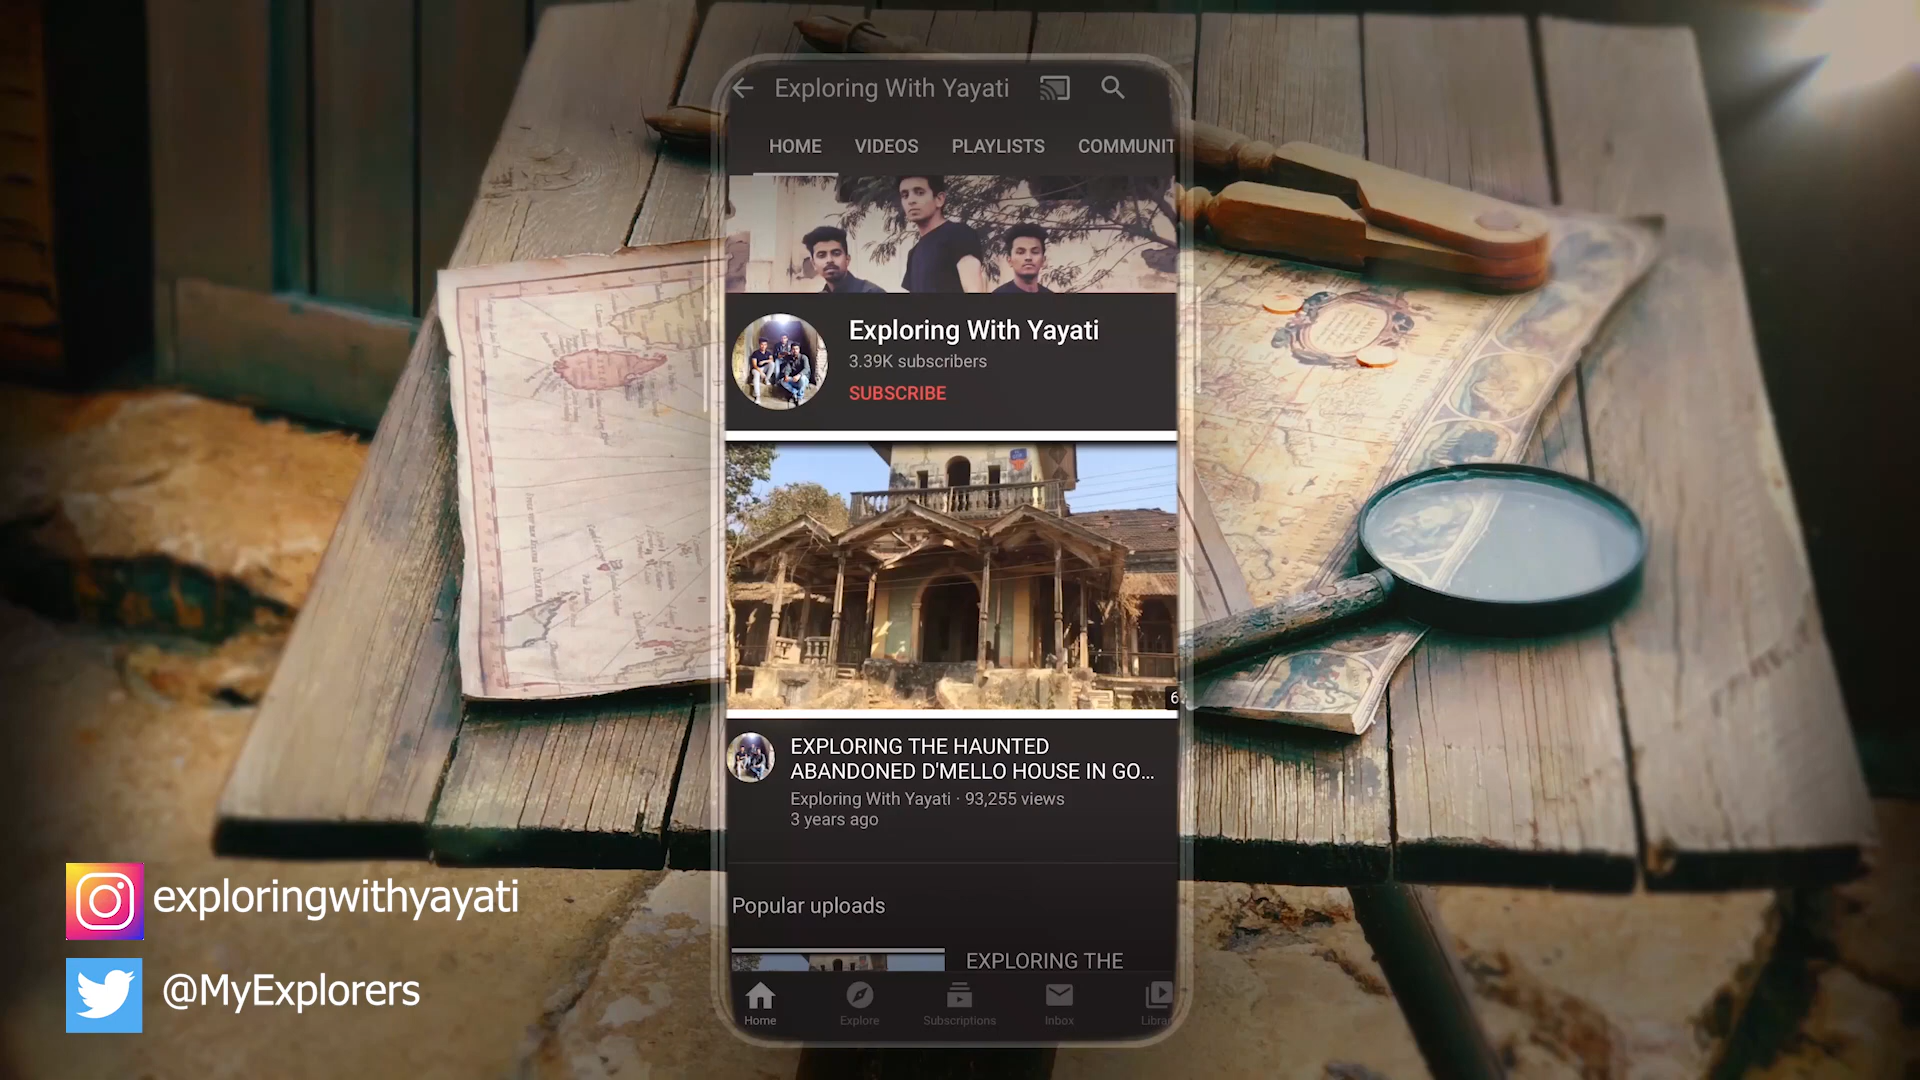 Exploring With Yayati
HOME VIDEOS PLAYLISTS COMMUNIT
Exploring With Yayati
3.39K subscribers
SUBSCRIBE
EXPLORING THE HAUNTED
ABANDONED D'MELLO HOUSE IN GO...
Exploring With Yayati · 93,255 views
3 years ago
Popular uploads
EXPLORING THE
Home Explore Subscriptions Inbox Libra
exploringwithyayati
@MyExplorers